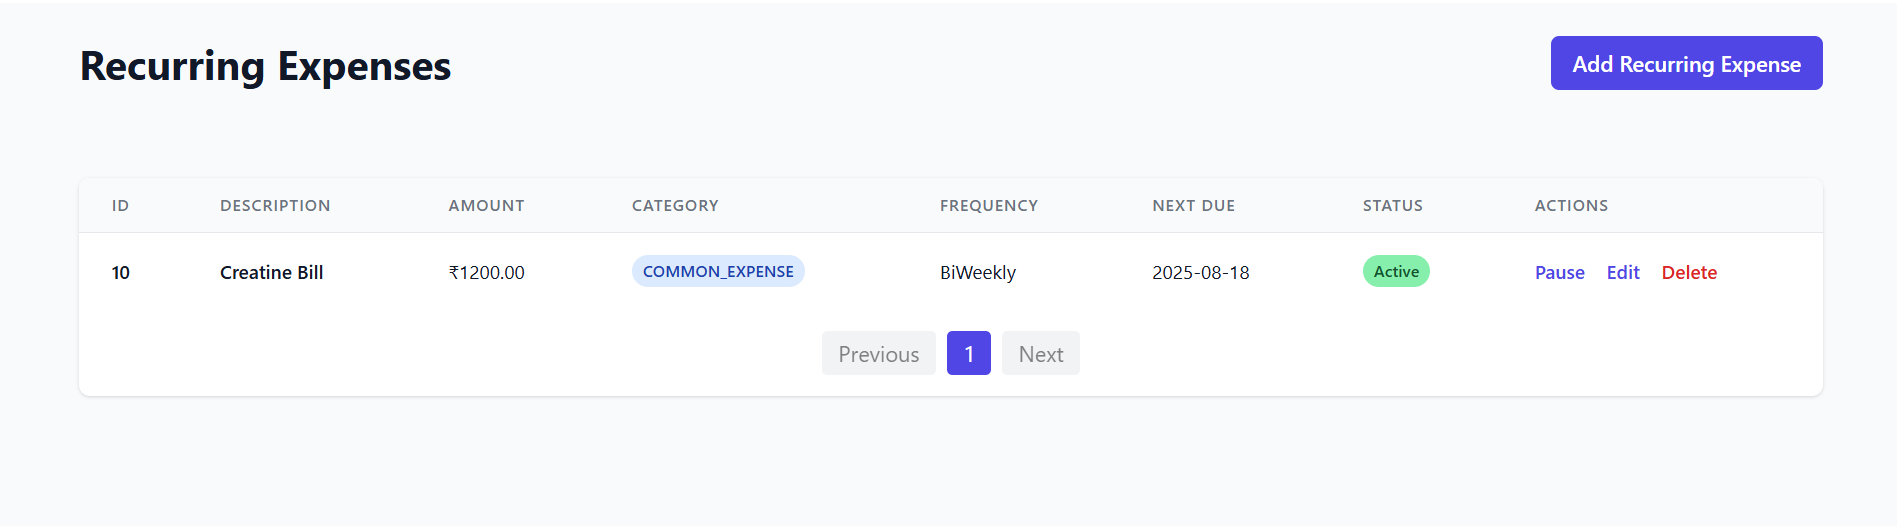 Recurring Expenses
Add Recurring Expense
ID DESCRIPTION AMOUNT CATEGORY FREQUENCY NEXT DUE STATUS ACTIONS
10 Creatine Bill ₹1200.00 COMMON_EXPENSE BiWeekly 2025-08-18 Active Pause Edit Delete
Previous 1 Next